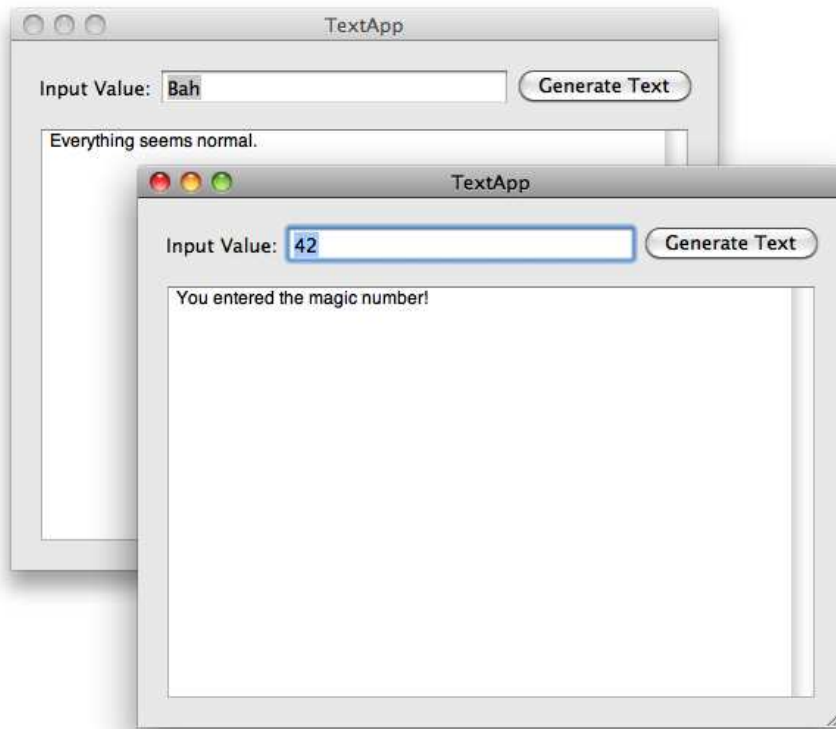 TextApp
Input Value: Bah Generate Text
Everything seems normal.
TextApp
Input Value: 42 Generate Text
You entered the magic number!